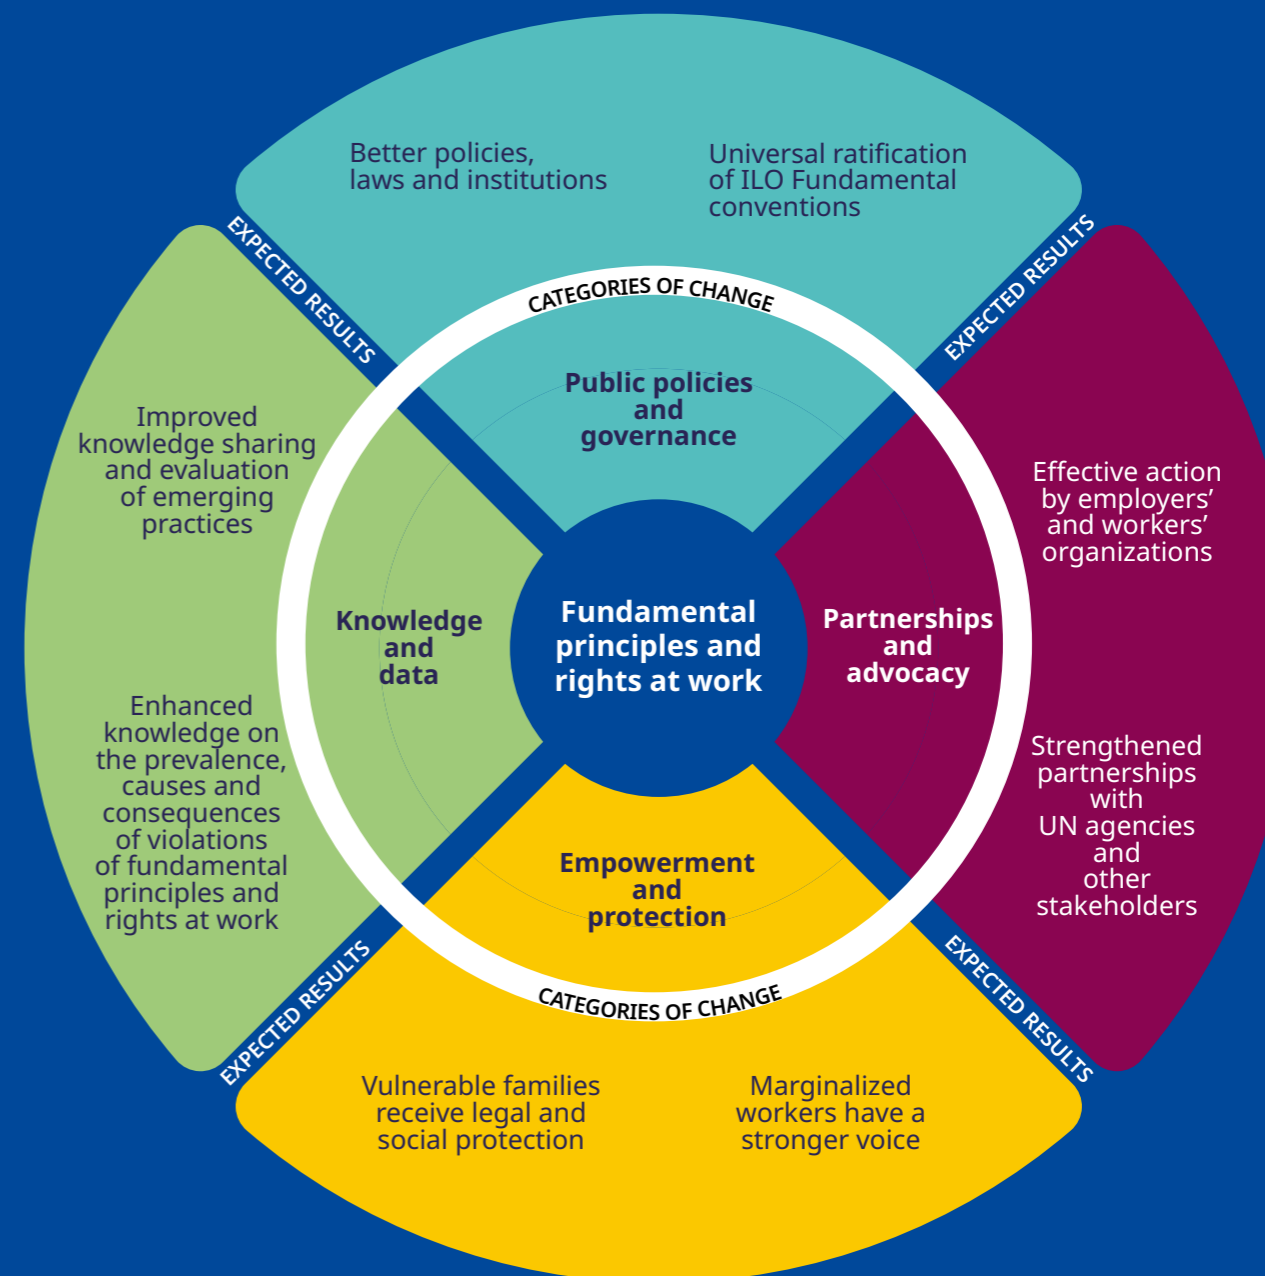 Better policies,
laws and institutions
Universal ratification
of ILO Fundamental
conventions
EXPECTED RESULTS
EXPECTED RESULTS
CATEGORIES OF CHANGE
Public policies
and
governance
Improved
knowledge sharing
and evaluation
of emerging
practices
Effective action
by employers’
and workers’
organizations
Knowledge
and
data
Fundamental
principles and
rights at work
Partnerships
and
advocacy
Enhanced
knowledge on
the prevalence,
causes and
consequences
of violations
of fundamental
principles and
rights at work
Strengthened
partnerships
with
UN agencies
and
other
stakeholders
Empowerment
and
protection
CATEGORIES OF CHANGE
EXPECTED RESULTS
EXPECTED RESULTS
Vulnerable families
receive legal and
social protection
Marginalized
workers have a
stronger voice